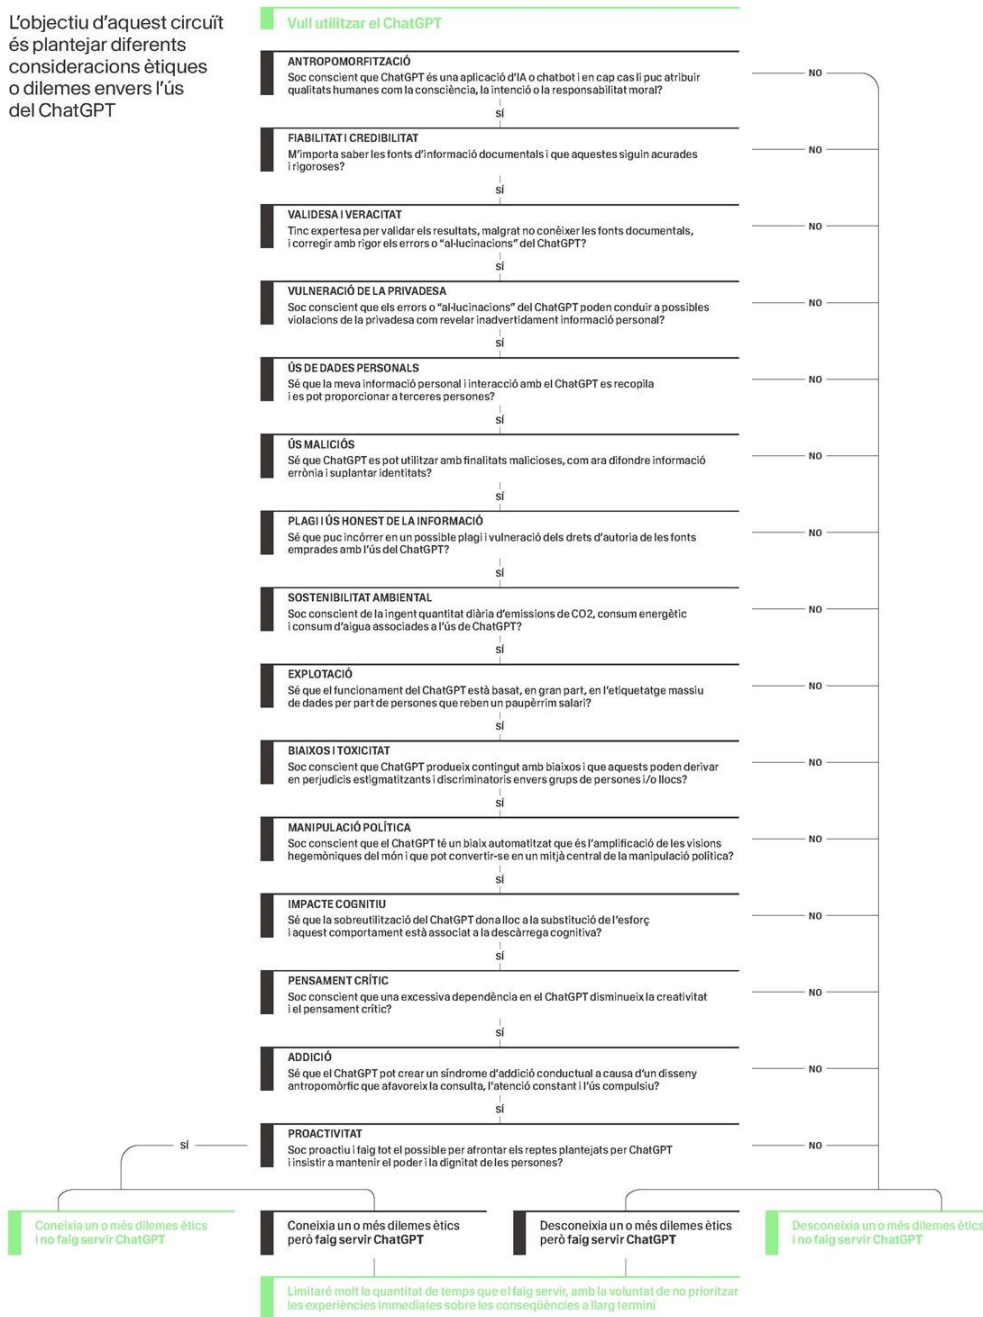 L'objectiu d'aquest circuït
és plantejar diferents
consideracions ètiques
o dilemes envers l'ús
del ChatGPT
Vull utilitzar el ChatGPT
ANTROPOMORFITZACIÓ
Soc conscient que ChatGPT és una aplicació d'IA o chatbot i en cap cas li puc atribuir
qualitats humanes com la consciència, la intenció o la responsabilitat moral?
NO
SÍ
FIABILITAT I CREDIBILITAT
M'importa saber les fonts d'informació documentals i que aquestes siguin acurades
i rigoroses?
NO
SÍ
VALIDESA I VERACITAT
Tinc expertesa per validar els resultats, malgrat no conèixer les fonts documentals,
i corregir amb rigor els errors o "al·lucinacions" del ChatGPT?
NO
SÍ
VULNERACIÓ DE LA PRIVADESA
Soc conscient que els errors o "al·lucinacions" del ChatGPT poden conduir a possibles
violacions de la privadesa com revelar inadvertidament informació personal?
NO
SÍ
ÚS DE DADES PERSONALS
Sé que la meva informació personal i interacció amb el ChatGPT es recopila
i es pot proporcionar a terceres persones?
NO
SÍ
ÚS MALICIÓS
Sé que ChatGPT es pot utilitzar amb finalitats malicioses, com ara difondre informació
errònia i suplantar identitats?
NO
SÍ
PLAGI I ÚS HONEST DE LA INFORMACIÓ
Sé que puc incórrer en un possible plagi i vulneració dels drets d'autoria de les fonts
emprades amb l'ús del ChatGPT?
NO
SÍ
SOSTENIBILITAT AMBIENTAL
Soc conscient de la ingent quantitat diària d'emissions de CO2, consum energètic
i consum d'aigua associades a l'ús de ChatGPT?
NO
SÍ
EXPLOTACIÓ
Sé que el funcionament del ChatGPT està basat, en gran part, en l'etiquetatge massiu
de dades per part de persones que reben un paupèrrim salari?
NO
SÍ
BIAIXOS I TOXICITAT
Soc conscient que ChatGPT produeix contingut amb biaixos i que aquests poden derivar
en perjudicis estigmatitzants i discriminatoris envers grups de persones i/o llocs?
NO
SÍ
MANIPULACIÓ POLÍTICA
Soc conscient que el ChatGPT té un biaix automatitzat que és l'amplificació de les visions
hegemòniques del món i que pot convertir-se en un mitjà central de la manipulació política?
NO
SÍ
IMPACTE COGNITIU
Sé que la sobreutilització del ChatGPT dona lloc a la substitució de l'esforç
i aquest comportament està associat a la descàrrega cognitiva?
NO
SÍ
PENSAMENT CRÍTIC
Soc conscient que una excessiva dependència en el ChatGPT disminueix la creativitat
i el pensament crític?
NO
SÍ
ADDICIÓ
Sé que el ChatGPT pot crear un síndrome d'addició conductual a causa d'un disseny
antropomòrfic que afavoreix la consulta, l'atenció constant i l'ús compulsiu?
NO
SÍ
PROACTIVITAT
Soc proactiu i faig tot el possible per afrontar els reptes plantejats per ChatGPT
i insistir a mantenir el poder i la dignitat de les persones?
SÍ
NO
Coneixia un o més dilemes ètics
i no faig servir ChatGPT
Coneixia un o més dilemes ètics
però faig servir ChatGPT
Desconeixia un o més dilemes ètics
però faig servir ChatGPT
Desconeixia un o més dilemes ètics
i no faig servir ChatGPT
Limitaré molt la quantitat de temps que el faig servir, amb la voluntat de no prioritzar
les experiències immediates sobre les conseqüències a llarg termini